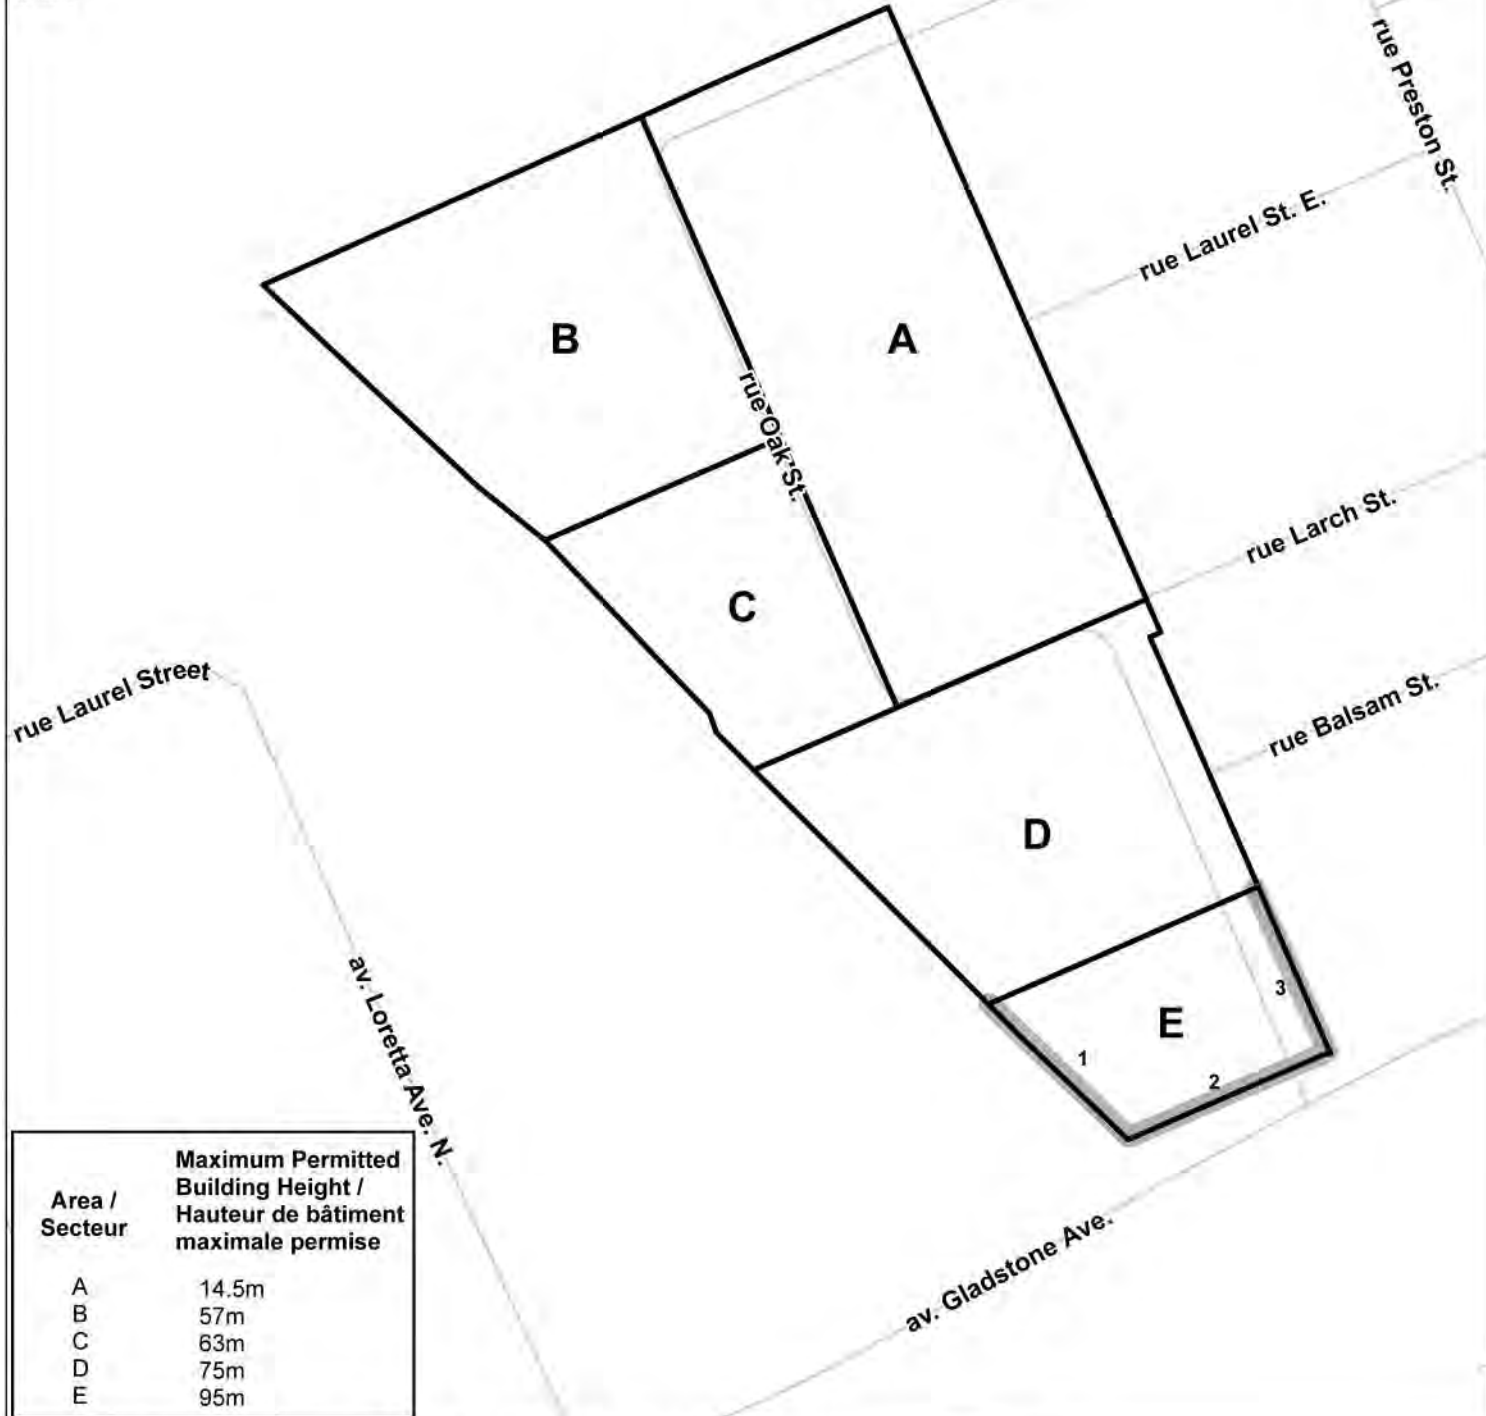 rue Preston St.
rue Laurel St. E.
B
A
rue Oak St.
rue Larch St.
C
rue Laurel Street
rue Balsam St.
D
av. Loretta Ave. N.
3
E
1
2
av. Gladstone Ave.
Area /
Secteur
Maximum Permitted
Building Height /
Hauteur de bâtiment
maximale permise
A 14.5m
B 57m
C 63m
D 75m
E 95m